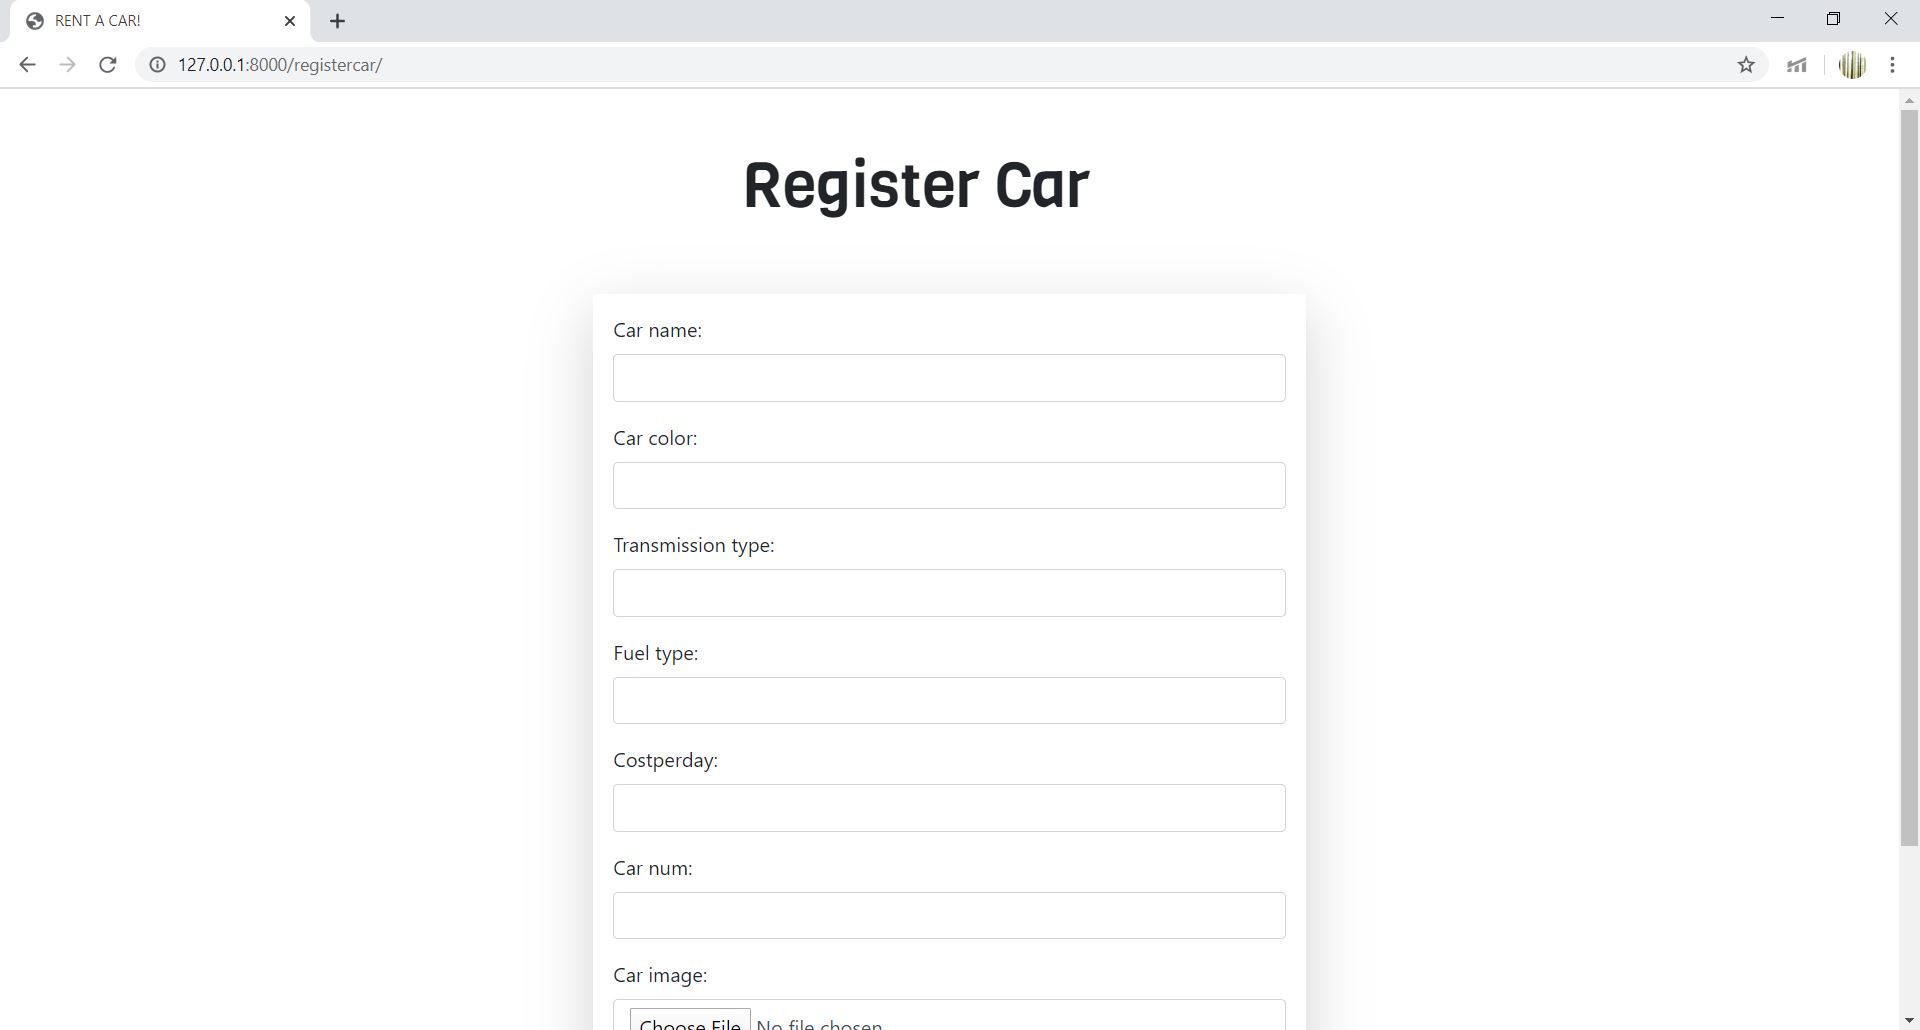 RENT A CAR!
127.0.0.1:8000/registercar/
Register Car
Car name:
Car color:
Transmission type:
Fuel type:
Costperday:
Car num:
Car image:
Choose File No file chosen